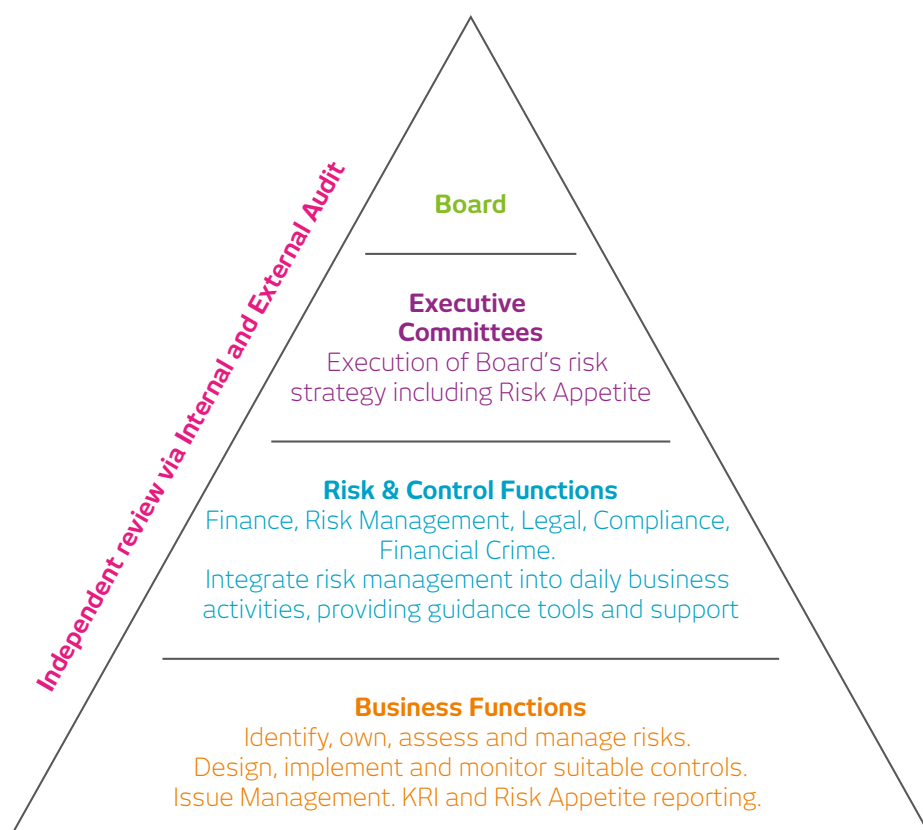 Independent review via Internal and External Audit
Board
Executive
Committees
Execution of Board's risk
strategy including Risk Appetite
Risk & Control Functions
Finance, Risk Management, Legal, Compliance,
Financial Crime.
Integrate risk management into daily business
activities, providing guidance tools and support
Business Functions
Identify, own, assess and manage risks.
Design, implement and monitor suitable controls.
Issue Management. KRI and Risk Appetite reporting.